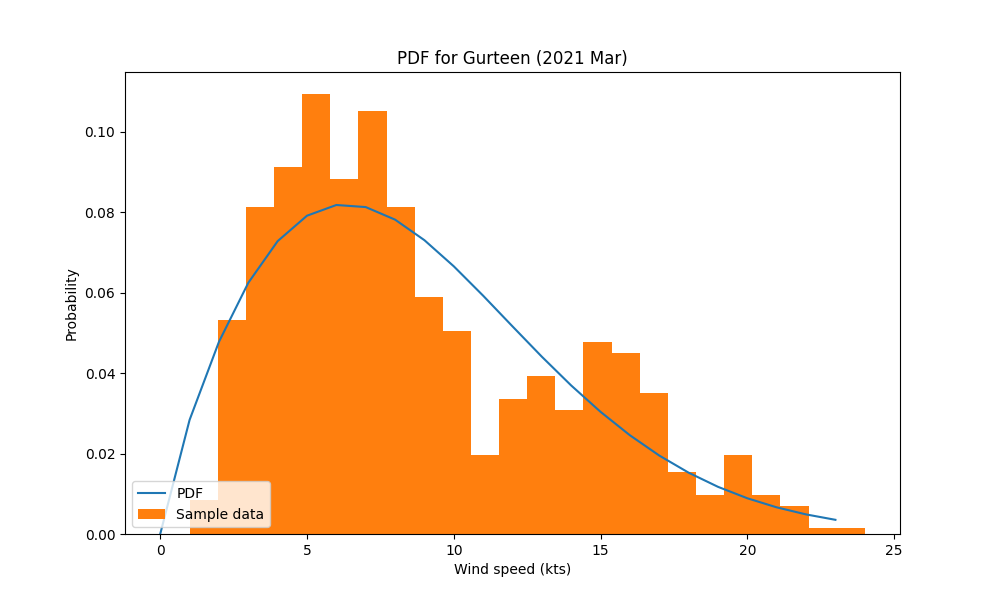 PDF for Gurteen (2021 Mar)
Probability
0.10
0.08
0.06
0.04
0.02
0.00
PDF
Sample data
0 5 10 15 20 25
Wind speed (kts)